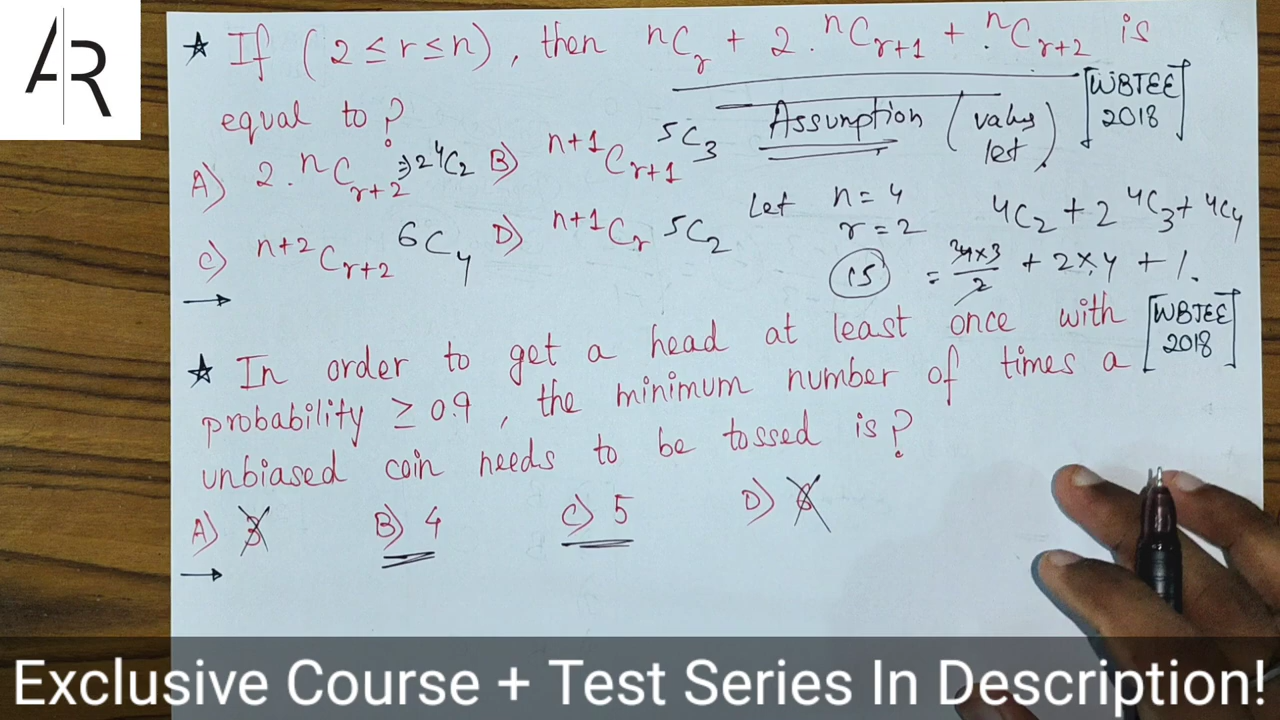 AR
★ If (2 ≤ r ≤ n), then nCr + 2.nCr+1 + .nCr+2 is
equal to ?
[WBJEE 2018]
Assumption (value test)
A) 2.nCr+2 ⇒ 2 4C2 B) n+1Cr+1 5C3
C) n+2Cr+2 6C4 D) n+1Cr 5C2
Let n = 4
r = 2
4C2 + 2 4C3 + 4C4
= 4×3/2 + 2×4 + 1.
15
→
★ In order to get a head at least once with
probability ≥ 0.9, the minimum number of times a
unbiased coin needs to be tossed is ?
[WBJEE 2018]
A) 3 B) 4 C) 5 D) 6
→
Exclusive Course + Test Series In Description!